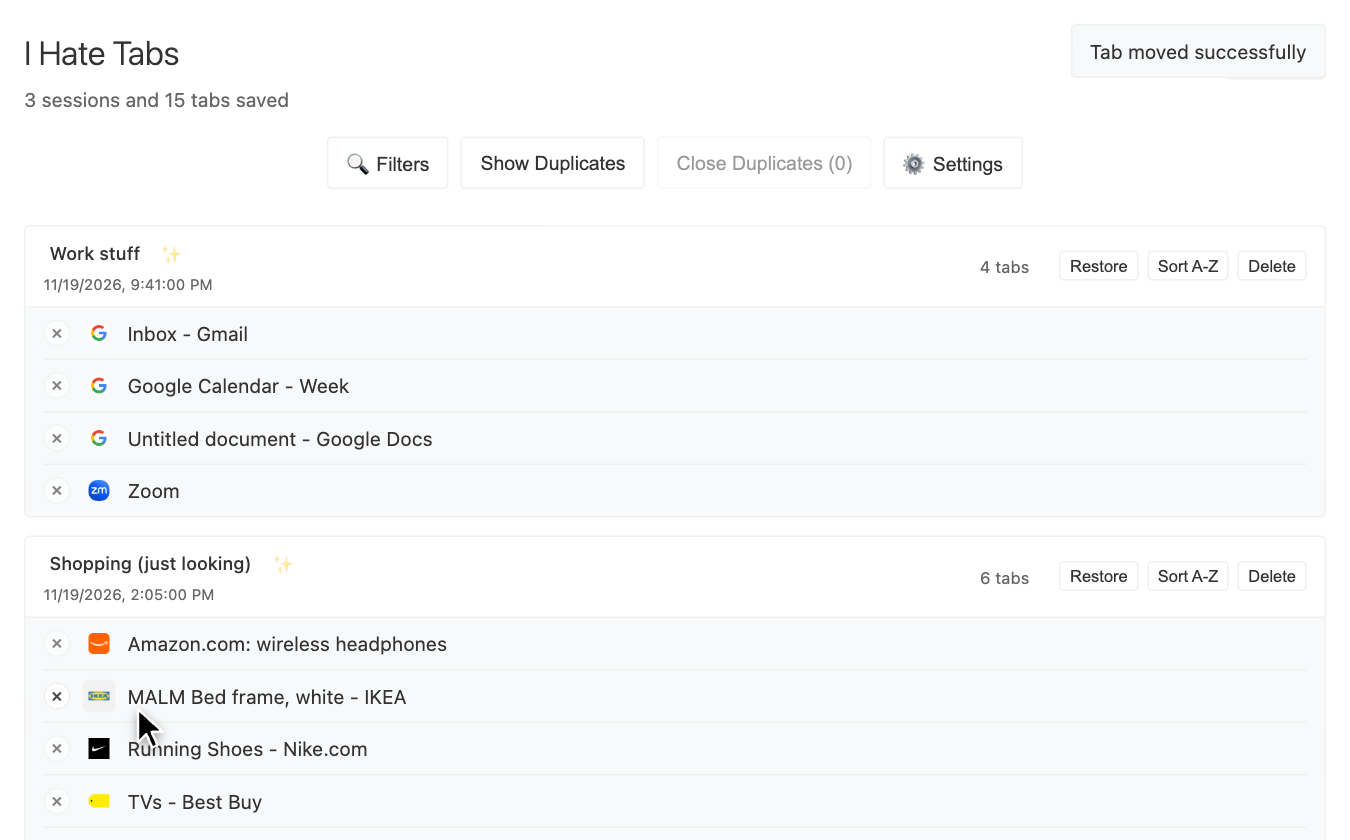 I Hate Tabs
Tab moved successfully
3 sessions and 15 tabs saved
Filters
Show Duplicates
Close Duplicates (0)
Settings
Work stuff
11/19/2026, 9:41:00 PM
4 tabs
Restore
Sort A-Z
Delete
Inbox - Gmail
Google Calendar - Week
Untitled document - Google Docs
zm
Zoom
Shopping (just looking)
11/19/2026, 2:05:00 PM
6 tabs
Restore
Sort A-Z
Delete
Amazon.com: wireless headphones
IKEA
MALM Bed frame, white - IKEA
Running Shoes - Nike.com
TVs - Best Buy